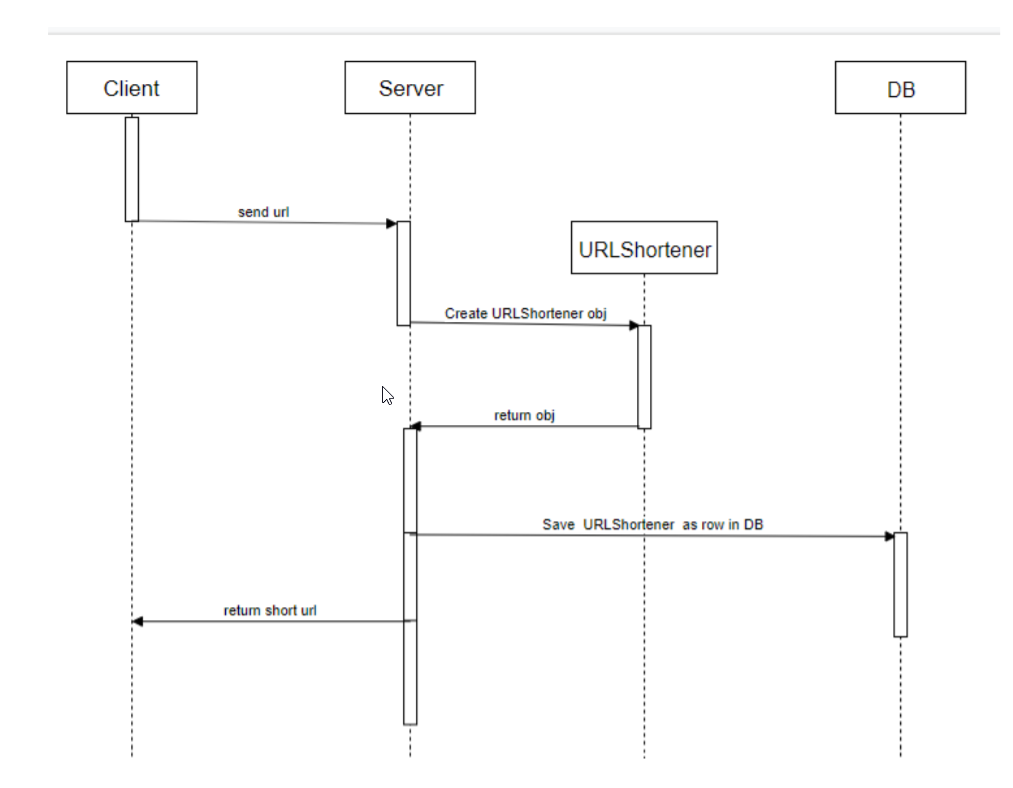 Client
Server
DB
send url
URLShortener
Create URLShortener obj
return obj
Save URLShortener as row in DB
return short url